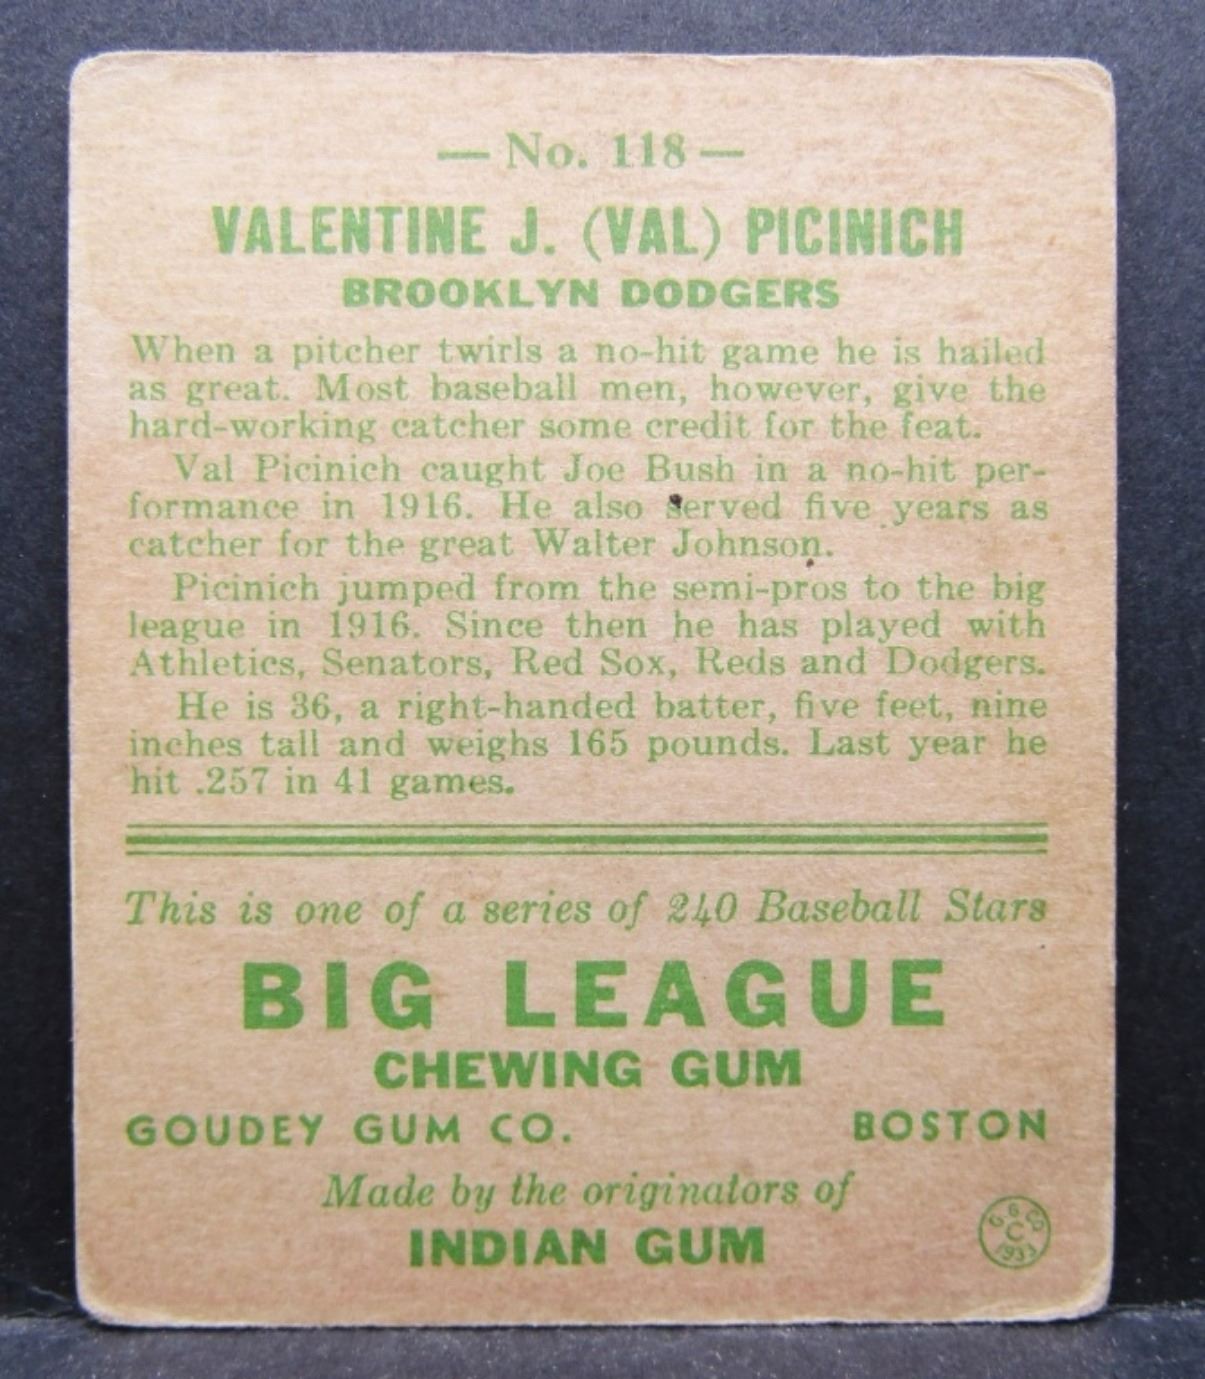 — No. 118 —
VALENTINE J. (VAL) PICINICH
BROOKLYN DODGERS
When a pitcher twirls a no-hit game he is hailed
as great. Most baseball men, however, give the
hard-working catcher some credit for the feat.
Val Picinich caught Joe Bush in a no-hit per-
formance in 1916. He also served five years as
catcher for the great Walter Johnson.
Picinich jumped from the semi-pros to the big
league in 1916. Since then he has played with
Athletics, Senators, Red Sox, Reds and Dodgers.
He is 36, a right-handed batter, five feet, nine
inches tall and weighs 165 pounds. Last year he
hit .257 in 41 games.
This is one of a series of 240 Baseball Stars
BIG LEAGUE
CHEWING GUM
GOUDEY GUM CO. BOSTON
Made by the originators of
INDIAN GUM
G. G. CO
C
1933